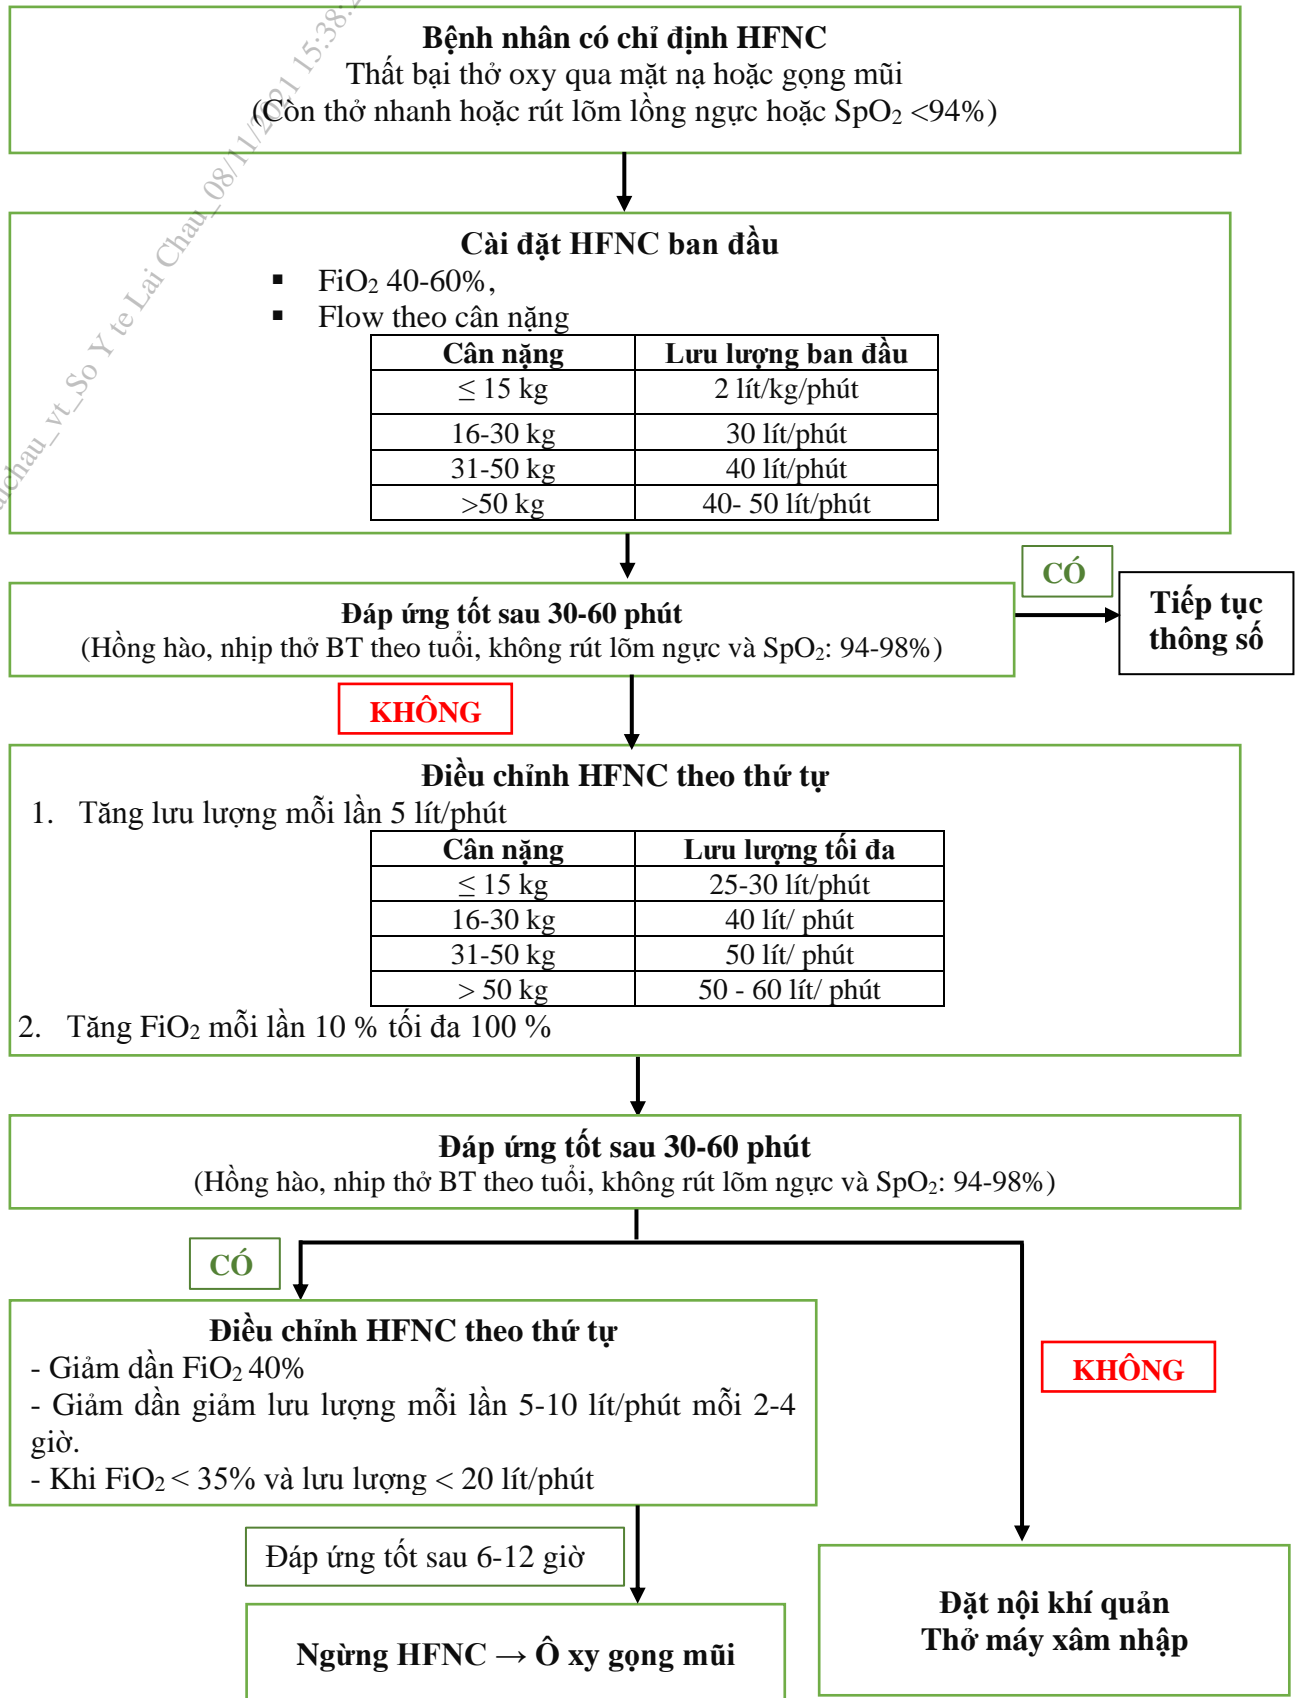 Bệnh nhân có chỉ định HFNC
Thất bại thở oxy qua mặt nạ hoặc gọng mũi
(Còn thở nhanh hoặc rút lõm lồng ngực hoặc SpO₂ <94%)
Cài đặt HFNC ban đầu
▪ FiO₂ 40-60%,
▪ Flow theo cân nặng
Cân nặng Lưu lượng ban đầu
≤ 15 kg 2 lít/kg/phút
16-30 kg 30 lít/phút
31-50 kg 40 lít/phút
>50 kg 40- 50 lít/phút
Đáp ứng tốt sau 30-60 phút
(Hồng hào, nhịp thở BT theo tuổi, không rút lõm ngực và SpO₂: 94-98%)
CÓ
Tiếp tục
thông số
KHÔNG
Điều chỉnh HFNC theo thứ tự
1. Tăng lưu lượng mỗi lần 5 lít/phút
Cân nặng Lưu lượng tối đa
≤ 15 kg 25-30 lít/phút
16-30 kg 40 lít/ phút
31-50 kg 50 lít/ phút
> 50 kg 50 - 60 lít/ phút
2. Tăng FiO₂ mỗi lần 10 % tối đa 100 %
Đáp ứng tốt sau 30-60 phút
(Hồng hào, nhip thở BT theo tuổi, không rút lõm ngực và SpO₂: 94-98%)
CÓ
Điều chỉnh HFNC theo thứ tự
- Giảm dần FiO₂ 40%
- Giảm dần giảm lưu lượng mỗi lần 5-10 lít/phút mỗi 2-4
giờ.
- Khi FiO₂ < 35% và lưu lượng < 20 lít/phút
KHÔNG
Đáp ứng tốt sau 6-12 giờ
Ngừng HFNC → Ô xy gọng mũi
Đặt nội khí quản
Thở máy xâm nhập
aichau_vt_So Y te Lai Chau_08/11/2021 15:38: